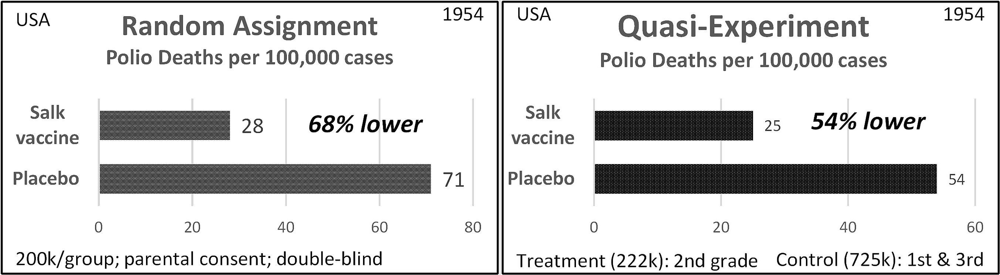 USA
1954
Random Assignment
Polio Deaths per 100,000 cases
Salk
vaccine
28
68% lower
Placebo
71
0 20 40 60 80
200k/group; parental consent; double-blind
USA
1954
Quasi-Experiment
Polio Deaths per 100,000 cases
Salk
vaccine
25
54% lower
Placebo
54
0 20 40 60
Treatment (222k): 2nd grade Control (725k): 1st & 3rd